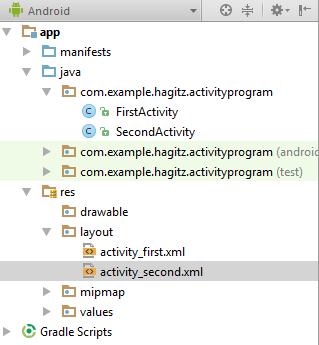 Android
app
manifests
java
com.example.hagitz.activityprogram
FirstActivity
SecondActivity
com.example.hagitz.activityprogram (android
com.example.hagitz.activityprogram (test)
res
drawable
layout
activity_first.xml
activity_second.xml
mipmap
values
Gradle Scripts